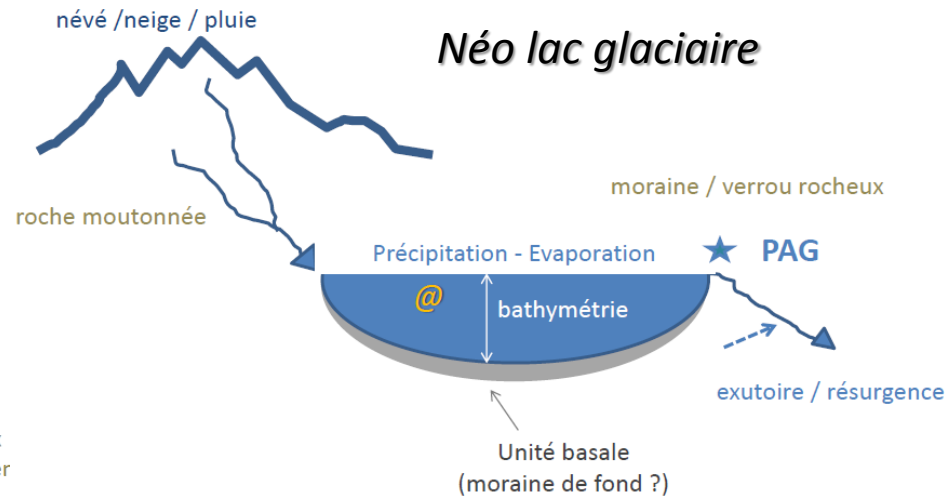 névé /neige / pluie
Néo lac glaciaire
moraine / verrou rocheux
roche moutonnée
Précipitation - Evaporation
PAG
@
bathymétrie
exutoire / résurgence
Unité basale
(moraine de fond ?)